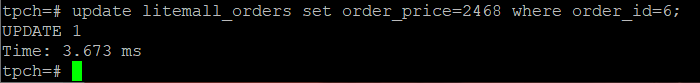 tpch=# update litemall_orders set order_price=2468 where order_id=6;
UPDATE 1
Time: 3.673 ms
tpch=#